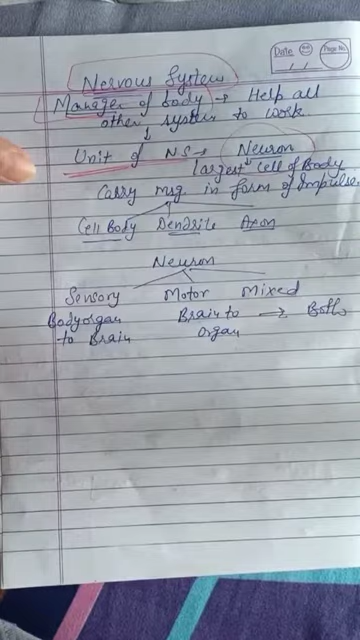 Date
Page No.
Nervous System
Manager of body → Help all
other system to work.
Unit of NS → Neuron
largest cell of Body
Carry msg in form of Impulse
Cell Body Dendrite Axon
Neuron
Sensory Motor Mixed
Body organ Brain to → Both
to Brain organ